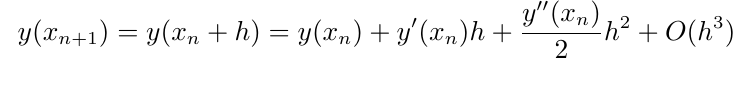 $y(x_{n+1}) = y(x_n + h) = y(x_n) + y'(x_n)h + \frac{y''(x_n)}{2}h^2 + O(h^3)$